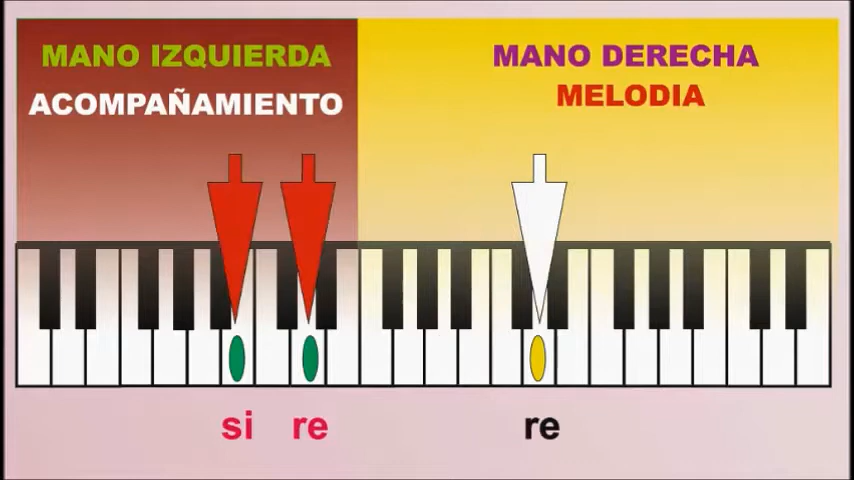 MANO IZQUIERDA
ACOMPAÑAMIENTO
MANO DERECHA
MELODIA
si re re